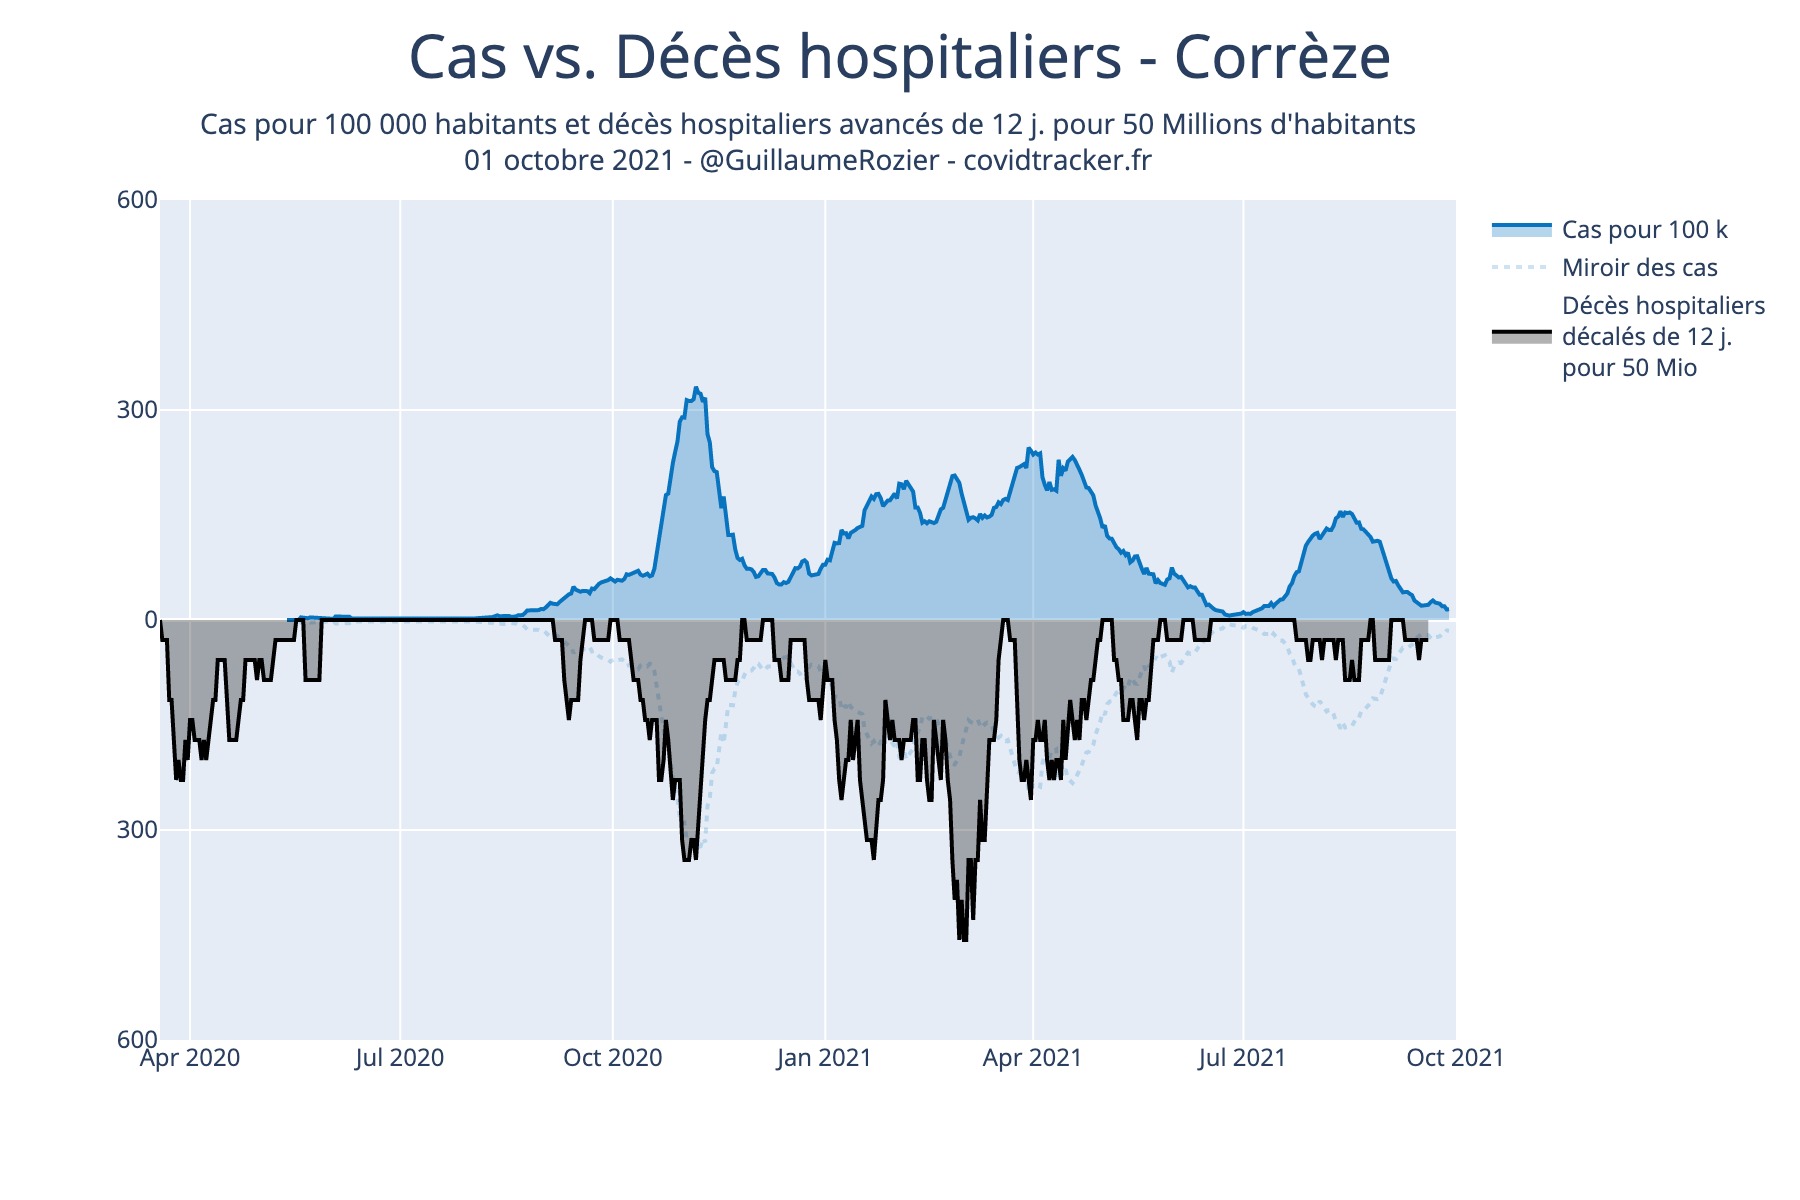 Cas vs. Décès hospitaliers - Corrèze
Cas pour 100 000 habitants et décès hospitaliers avancés de 12 j. pour 50 Millions d'habitants
01 octobre 2021 - @GuillaumeRozier - covidtracker.fr
600
300
0
300
600
Apr 2020
Jul 2020
Oct 2020
Jan 2021
Apr 2021
Jul 2021
Oct 2021
Cas pour 100 k
Miroir des cas
Décès hospitaliers
décalés de 12 j.
pour 50 Mio